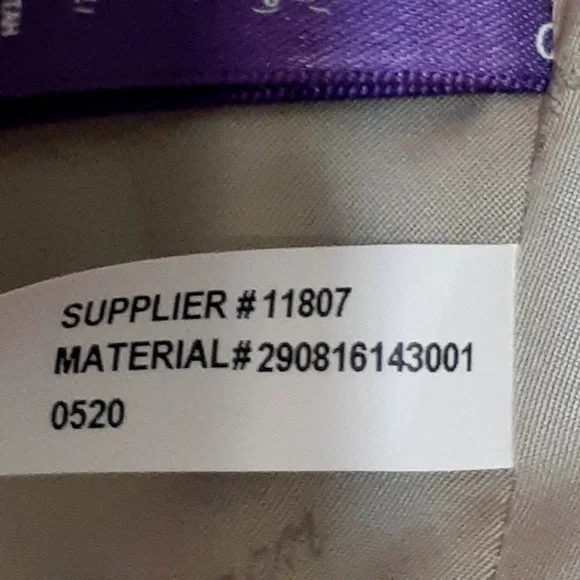 SUPPLIER #11807
MATERIAL# 290816143001
0520